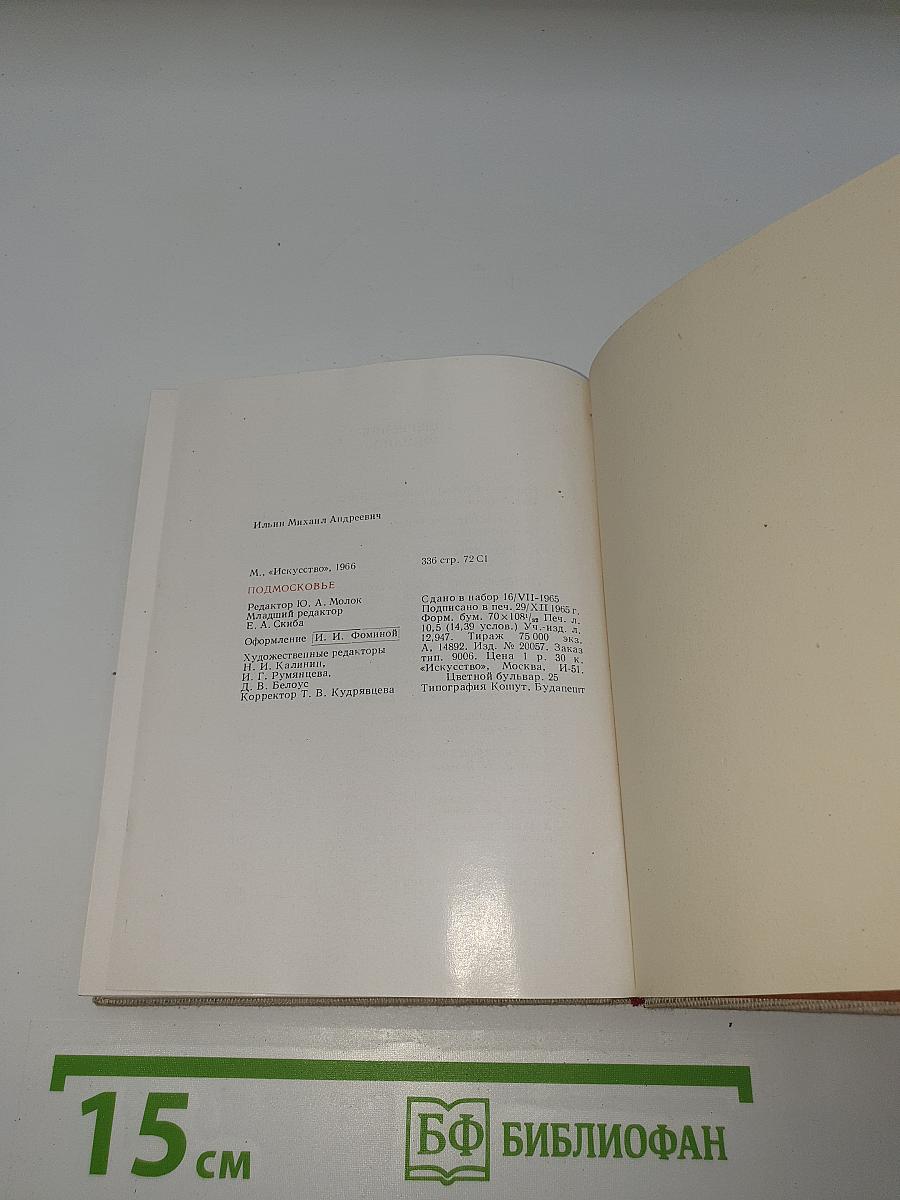 Ильин Михаил Андреевич
М., «Искусство», 1966
336 стр. 72 С1
ПОДМОСКОВЬЕ
Редактор Ю. А. Молок
Младший редактор
Е. А. Скиба
Оформление И. И. Фоминой
Художественные редакторы
Н. И. Калинин,
И. Г. Румянцева,
Д. В. Белоус
Корректор Т. В. Кудрявцева
Сдано в набор 16/VII-1965
Подписано в печ. 29/XII 1965 г.
Форм. бум. 70×108¹/₃₂ Печ. л.
10,5 (14,39 услов.) Уч.-изд. л.
12,947. Тираж 75 000 экз.
А, 14892. Изд. № 20057. Заказ
тип. 9006. Цена 1 р. 30 к.
«Искусство», Москва, И-51.
Цветной бульвар. 25
Типография Кошут, Будапешт
15 см
БФ БИБЛИОФАН